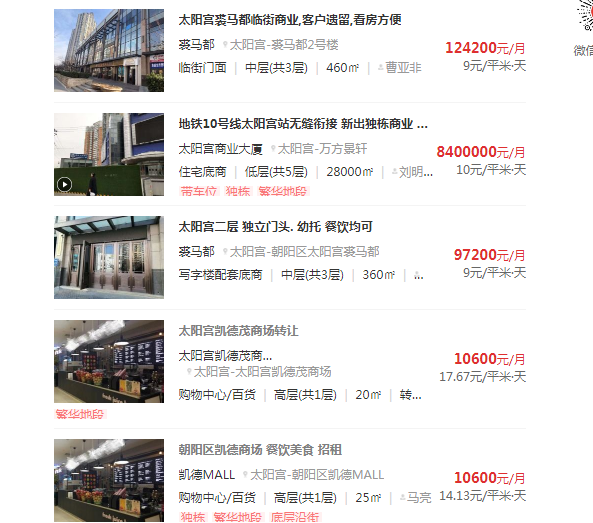 太阳宫裘马都临街商业,客户遗留,看房方便
裘马都 太阳宫-裘马都2号楼
124200元/月
临街门面 | 中层(共3层) | 460㎡ | 曹亚非
9元/平米·天
微信
地铁10号线太阳宫站无缝衔接 新出独栋商业 ...
太阳宫商业大厦 太阳宫-万方景轩
8400000元/月
住宅底商 | 低层(共5层) | 28000㎡ | 刘明...
10元/平米·天
带车位 独栋 繁华地段
太阳宫二层 独立门头. 幼托 餐饮均可
裘马都 太阳宫-朝阳区太阳宫裘马都
97200元/月
写字楼配套底商 | 中层(共3层) | 360㎡ | ...
9元/平米·天
太阳宫凯德茂商场转让
太阳宫凯德茂商...
10600元/月
太阳宫-太阳宫凯德茂商场
17.67元/平米·天
购物中心/百货 | 高层(共1层) | 20㎡ | 转...
繁华地段
朝阳区凯德商场 餐饮美食 招租
凯德MALL 太阳宫-朝阳区凯德MALL
10600元/月
购物中心/百货 | 高层(共1层) | 25㎡ | 马亮
14.13元/平米·天
独栋 繁华地段 底层沿街